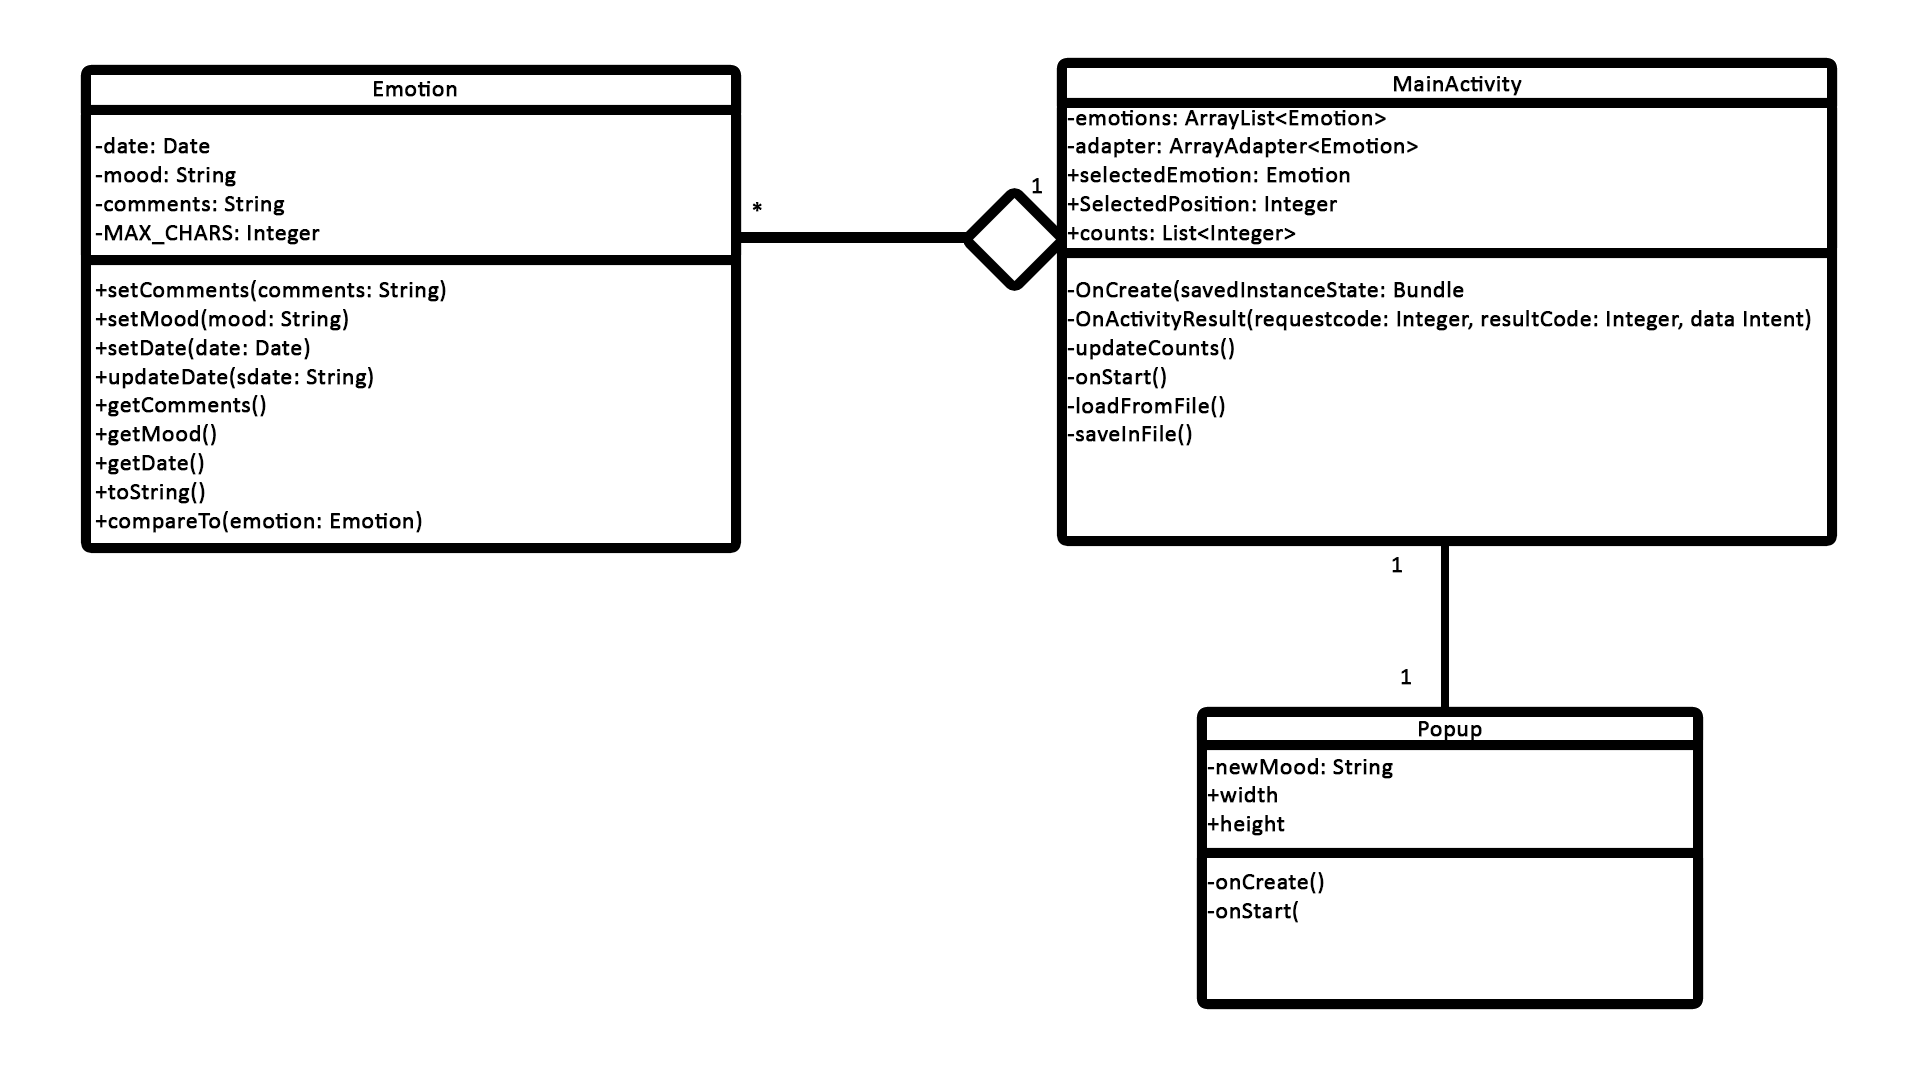 Emotion
-date: Date
-mood: String
-comments: String
-MAX_CHARS: Integer
+setComments(comments: String)
+setMood(mood: String)
+setDate(date: Date)
+updateDate(sdate: String)
+getComments()
+getMood()
+getDate()
+toString()
+compareTo(emotion: Emotion)
*
1
MainActivity
-emotions: ArrayList<Emotion>
-adapter: ArrayAdapter<Emotion>
+selectedEmotion: Emotion
+SelectedPosition: Integer
+counts: List<Integer>
-OnCreate(savedInstanceState: Bundle
-OnActivityResult(requestcode: Integer, resultCode: Integer, data Intent)
-updateCounts()
-onStart()
-loadFromFile()
-saveInFile()
1
1
Popup
-newMood: String
+width
+height
-onCreate()
-onStart(